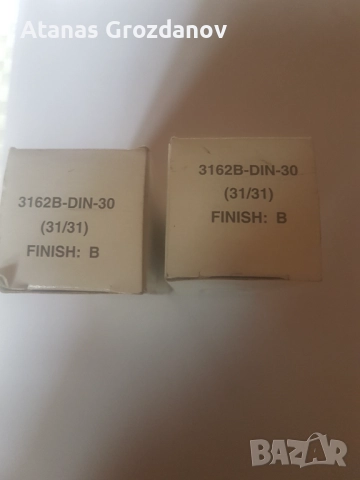 Atanas Grozdanov
3162B-DIN-30
(31/31)
FINISH: B
3162B-DIN-30
(31/31)
FINISH: B
BAZAR